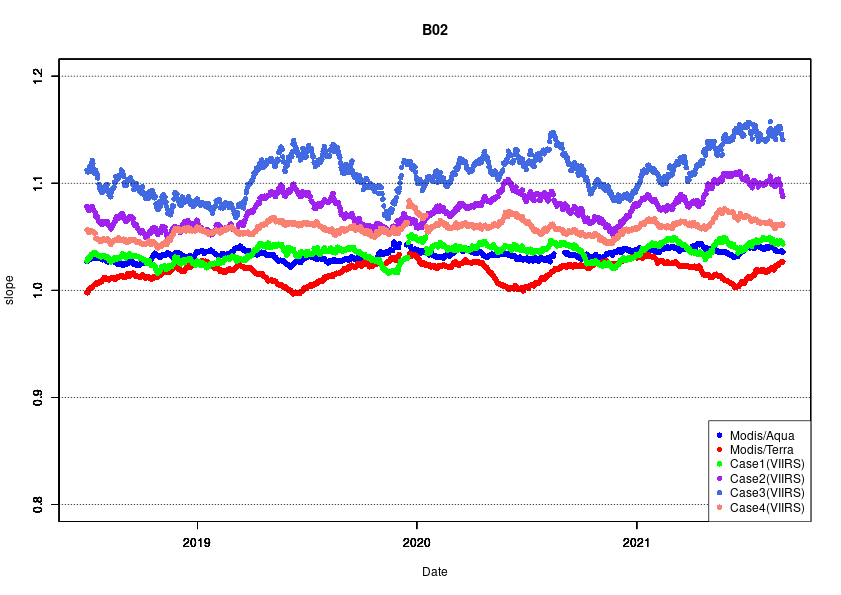 B02
1.2
1.1
1.0
0.9
0.8
slope
2019
2020
2021
Date
Modis/Aqua
Modis/Terra
Case1(VIIRS)
Case2(VIIRS)
Case3(VIIRS)
Case4(VIIRS)